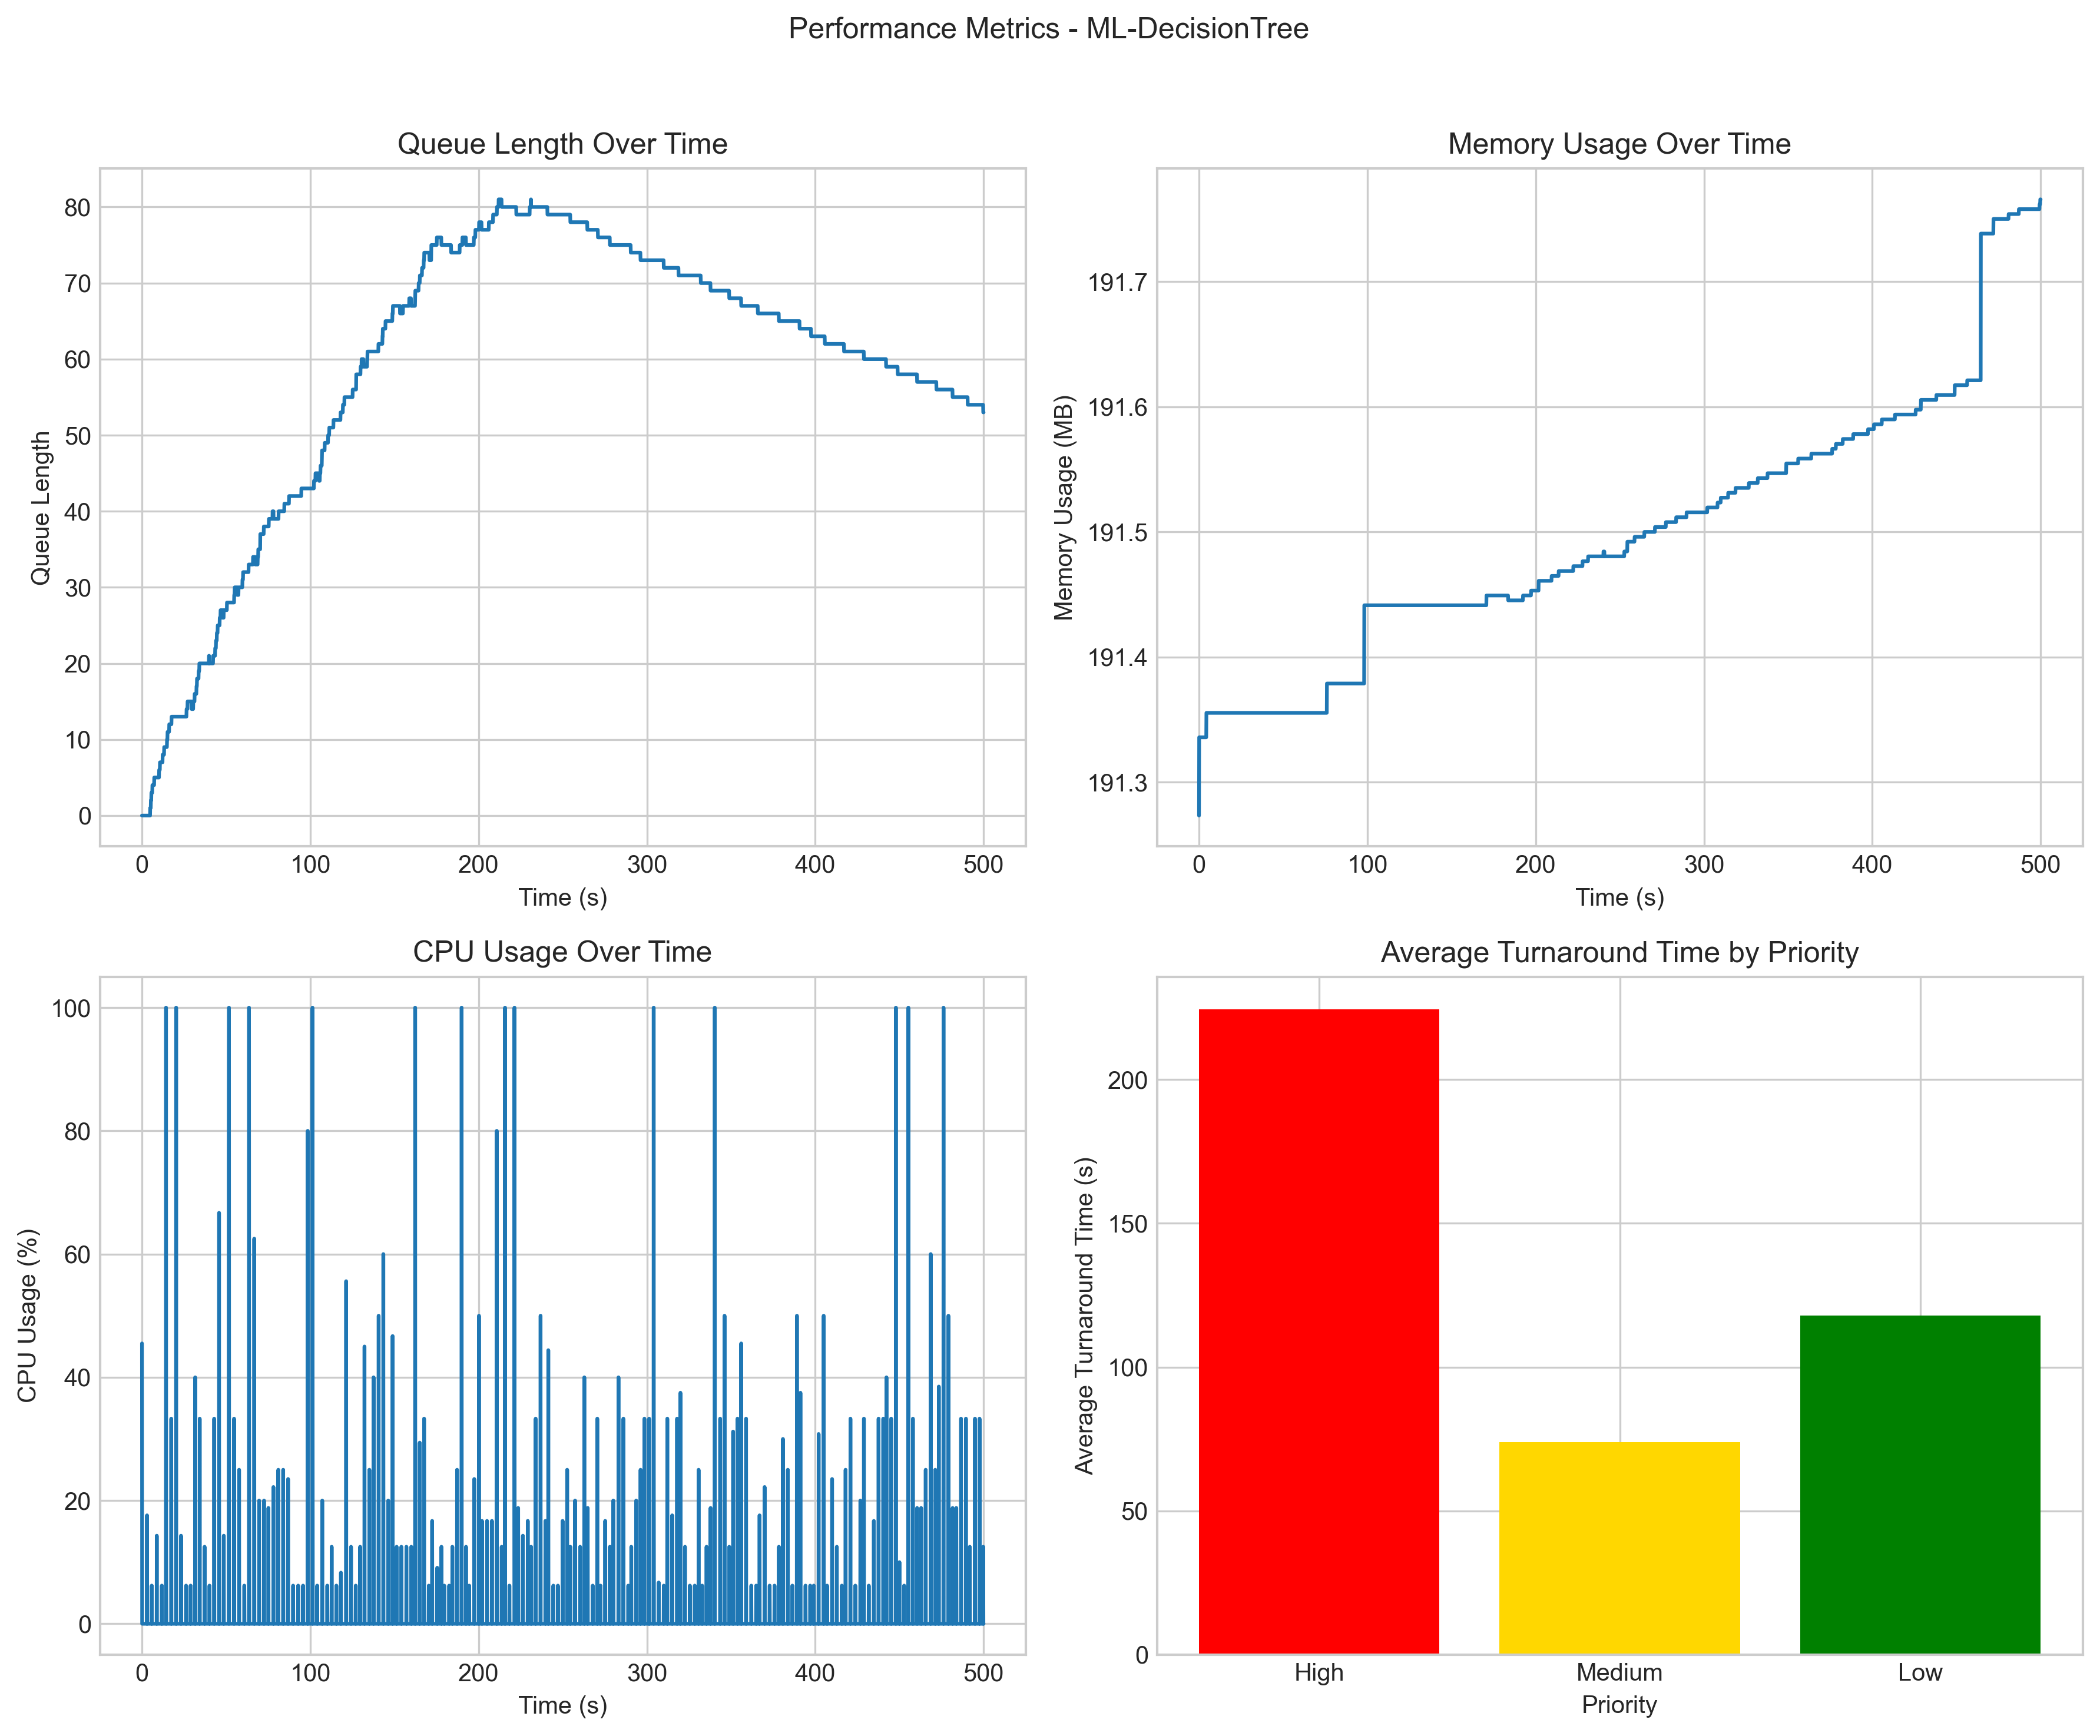 Performance Metrics - ML-DecisionTree
Queue Length Over Time
80
70
60
50
40
30
20
10
0
Queue Length
0 100 200 300 400 500
Time (s)
Memory Usage Over Time
191.7
191.6
191.5
191.4
191.3
Memory Usage (MB)
0 100 200 300 400 500
Time (s)
CPU Usage Over Time
100
80
60
40
20
0
CPU Usage (%)
0 100 200 300 400 500
Time (s)
Average Turnaround Time by Priority
200
150
100
50
0
Average Turnaround Time (s)
High Medium Low
Priority